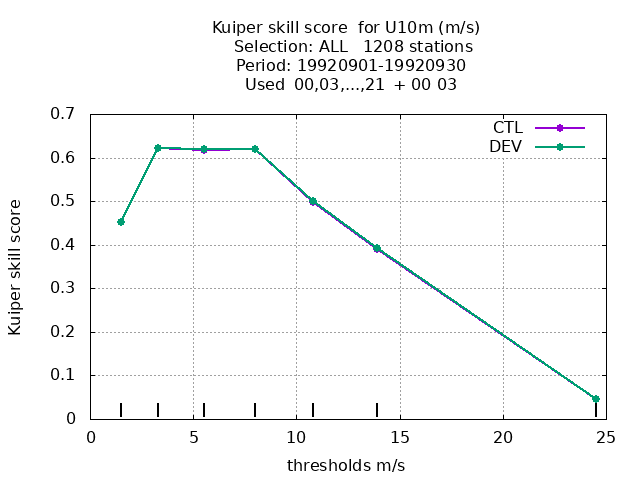 Kuiper skill score  for U10m (m/s)
Selection: ALL   1208 stations
Period: 19920901-19920930
Used  00,03,...,21  + 00 03
CTL
DEV
Kuiper skill score
0.7
0.6
0.5
0.4
0.3
0.2
0.1
0
0 5 10 15 20 25
thresholds m/s